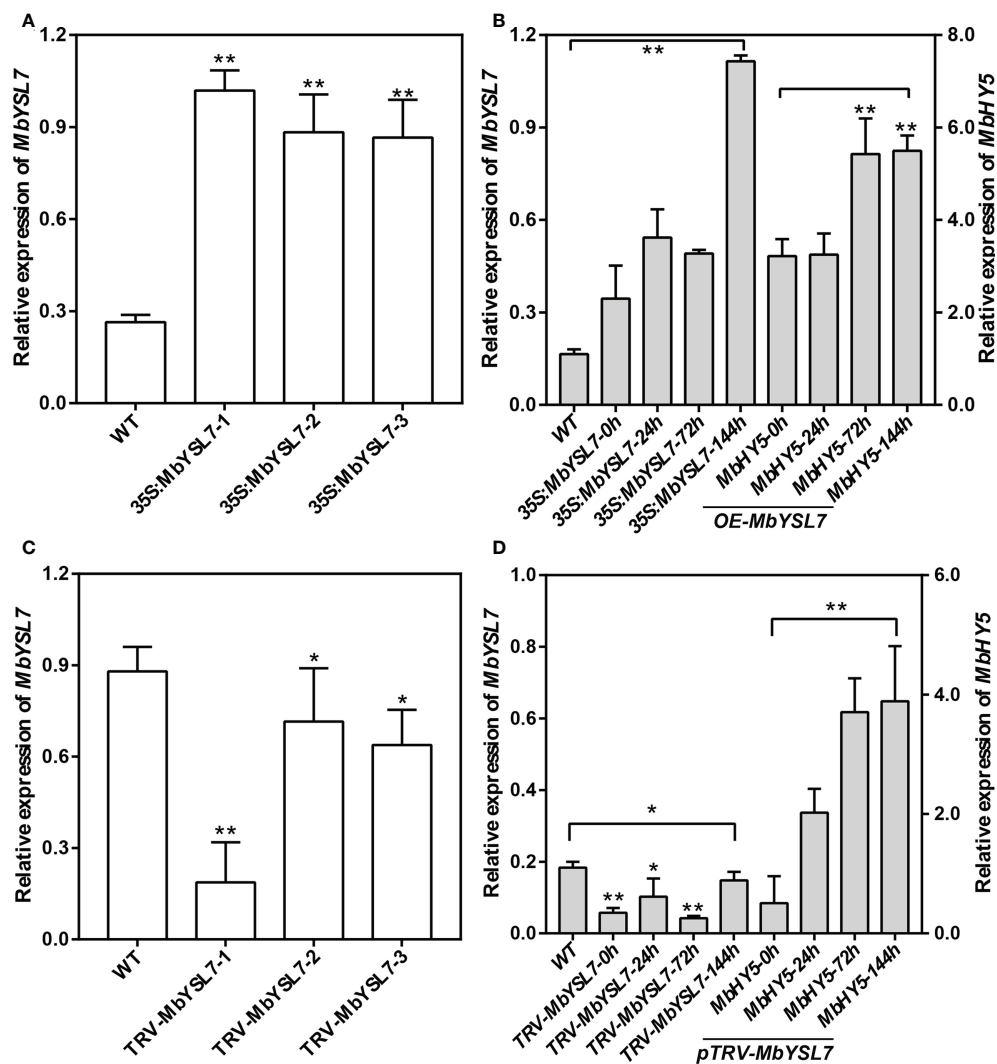 A
Relative expression of MbYSL7
1.2
0.9
0.6
0.3
0.0
**
**
**
WT
35S:MbYSL7-1
35S:MbYSL7-2
35S:MbYSL7-3
B
Relative expression of MbYSL7
1.2
0.9
0.6
0.3
0.0
**
**
**
8.0
6.0
4.0
2.0
0.0
Relative expression of MbHY5
WT
35S:MbYSL7-0h
35S:MbYSL7-24h
35S:MbYSL7-72h
35S:MbYSL7-144h
MbHY5-0h
MbHY5-24h
MbHY5-72h
MbHY5-144h
OE-MbYSL7
C
Relative expression of MbYSL7
1.2
0.9
0.6
0.3
0.0
**
*
*
WT
TRV-MbYSL7-1
TRV-MbYSL7-2
TRV-MbYSL7-3
D
Relative expression of MbYSL7
1.0
0.8
0.6
0.4
0.2
0.0
*
**
*
**
**
6.0
4.0
2.0
0.0
Relative expression of MbHY5
WT
TRV-MbYSL7-0h
TRV-MbYSL7-24h
TRV-MbYSL7-72h
TRV-MbYSL7-144h
MbHY5-0h
MbHY5-24h
MbHY5-72h
MbHY5-144h
pTRV-MbYSL7